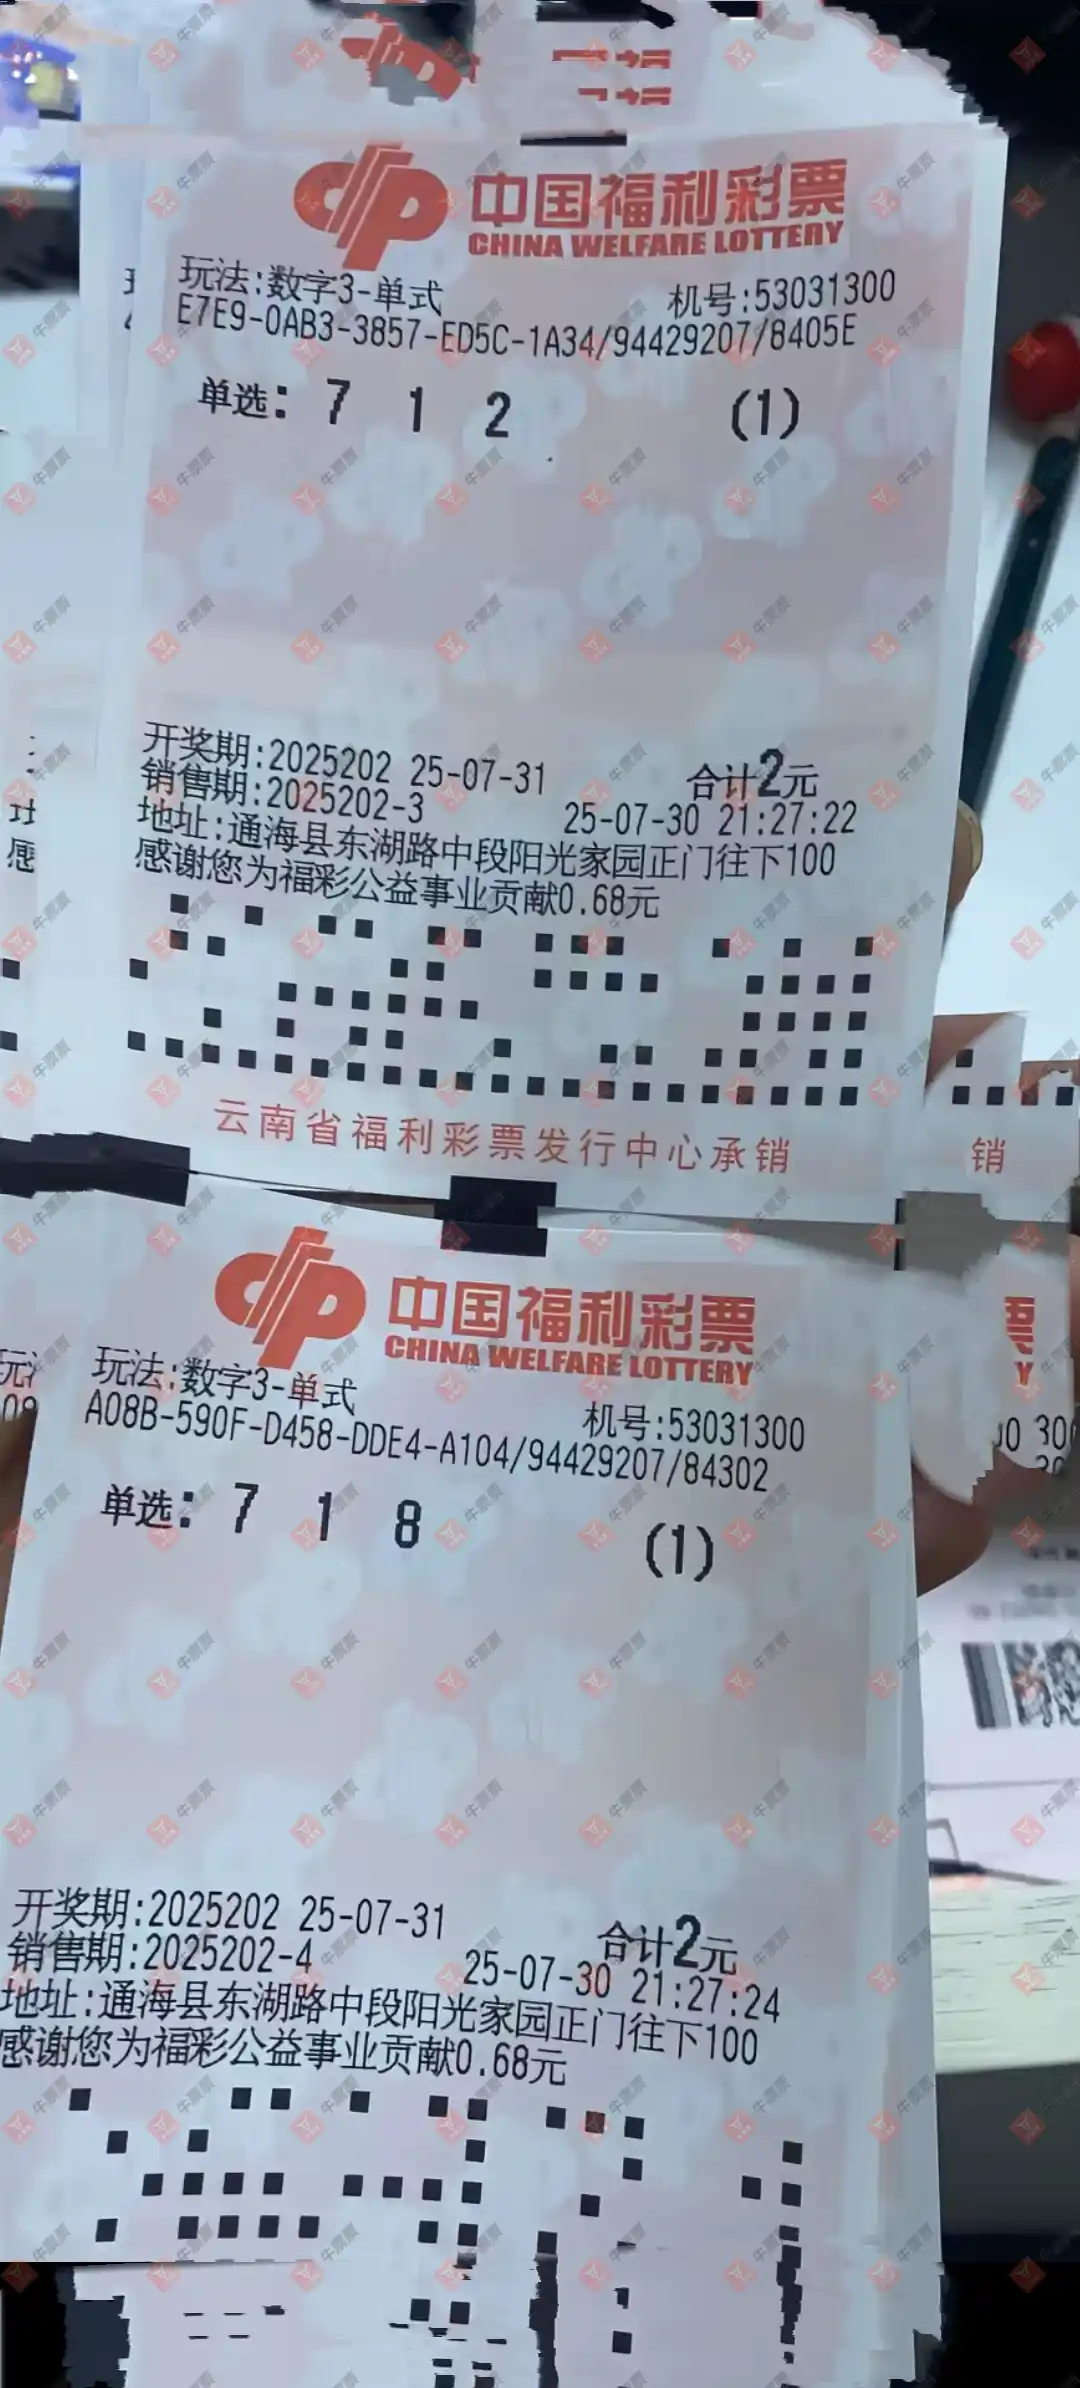 中国福利彩票
CHINA WELFARE LOTTERY
玩法:数字3-单式
机号:53031300
E7E9-0AB3-3857-ED5C-1A34/94429207/8405E
单选: 7 1 2 (1)
开奖期:2025202 25-07-31 合计2元
销售期:2025202-3 25-07-30 21:27:22
地址:通海县东湖路中段阳光家园正门往下100
感谢您为福彩公益事业贡献0.68元
云南省福利彩票发行中心承销
销
中国福利彩票
CHINA WELFARE LOTTERY
玩法:数字3-单式
机号:53031300
A08B-590F-D458-DDE4-A104/94429207/84302
单选: 7 1 8 (1)
开奖期:2025202 25-07-31 合计2元
销售期:2025202-4 25-07-30 21:27:24
地址:通海县东湖路中段阳光家园正门往下100
感谢您为福彩公益事业贡献0.68元
牛票票